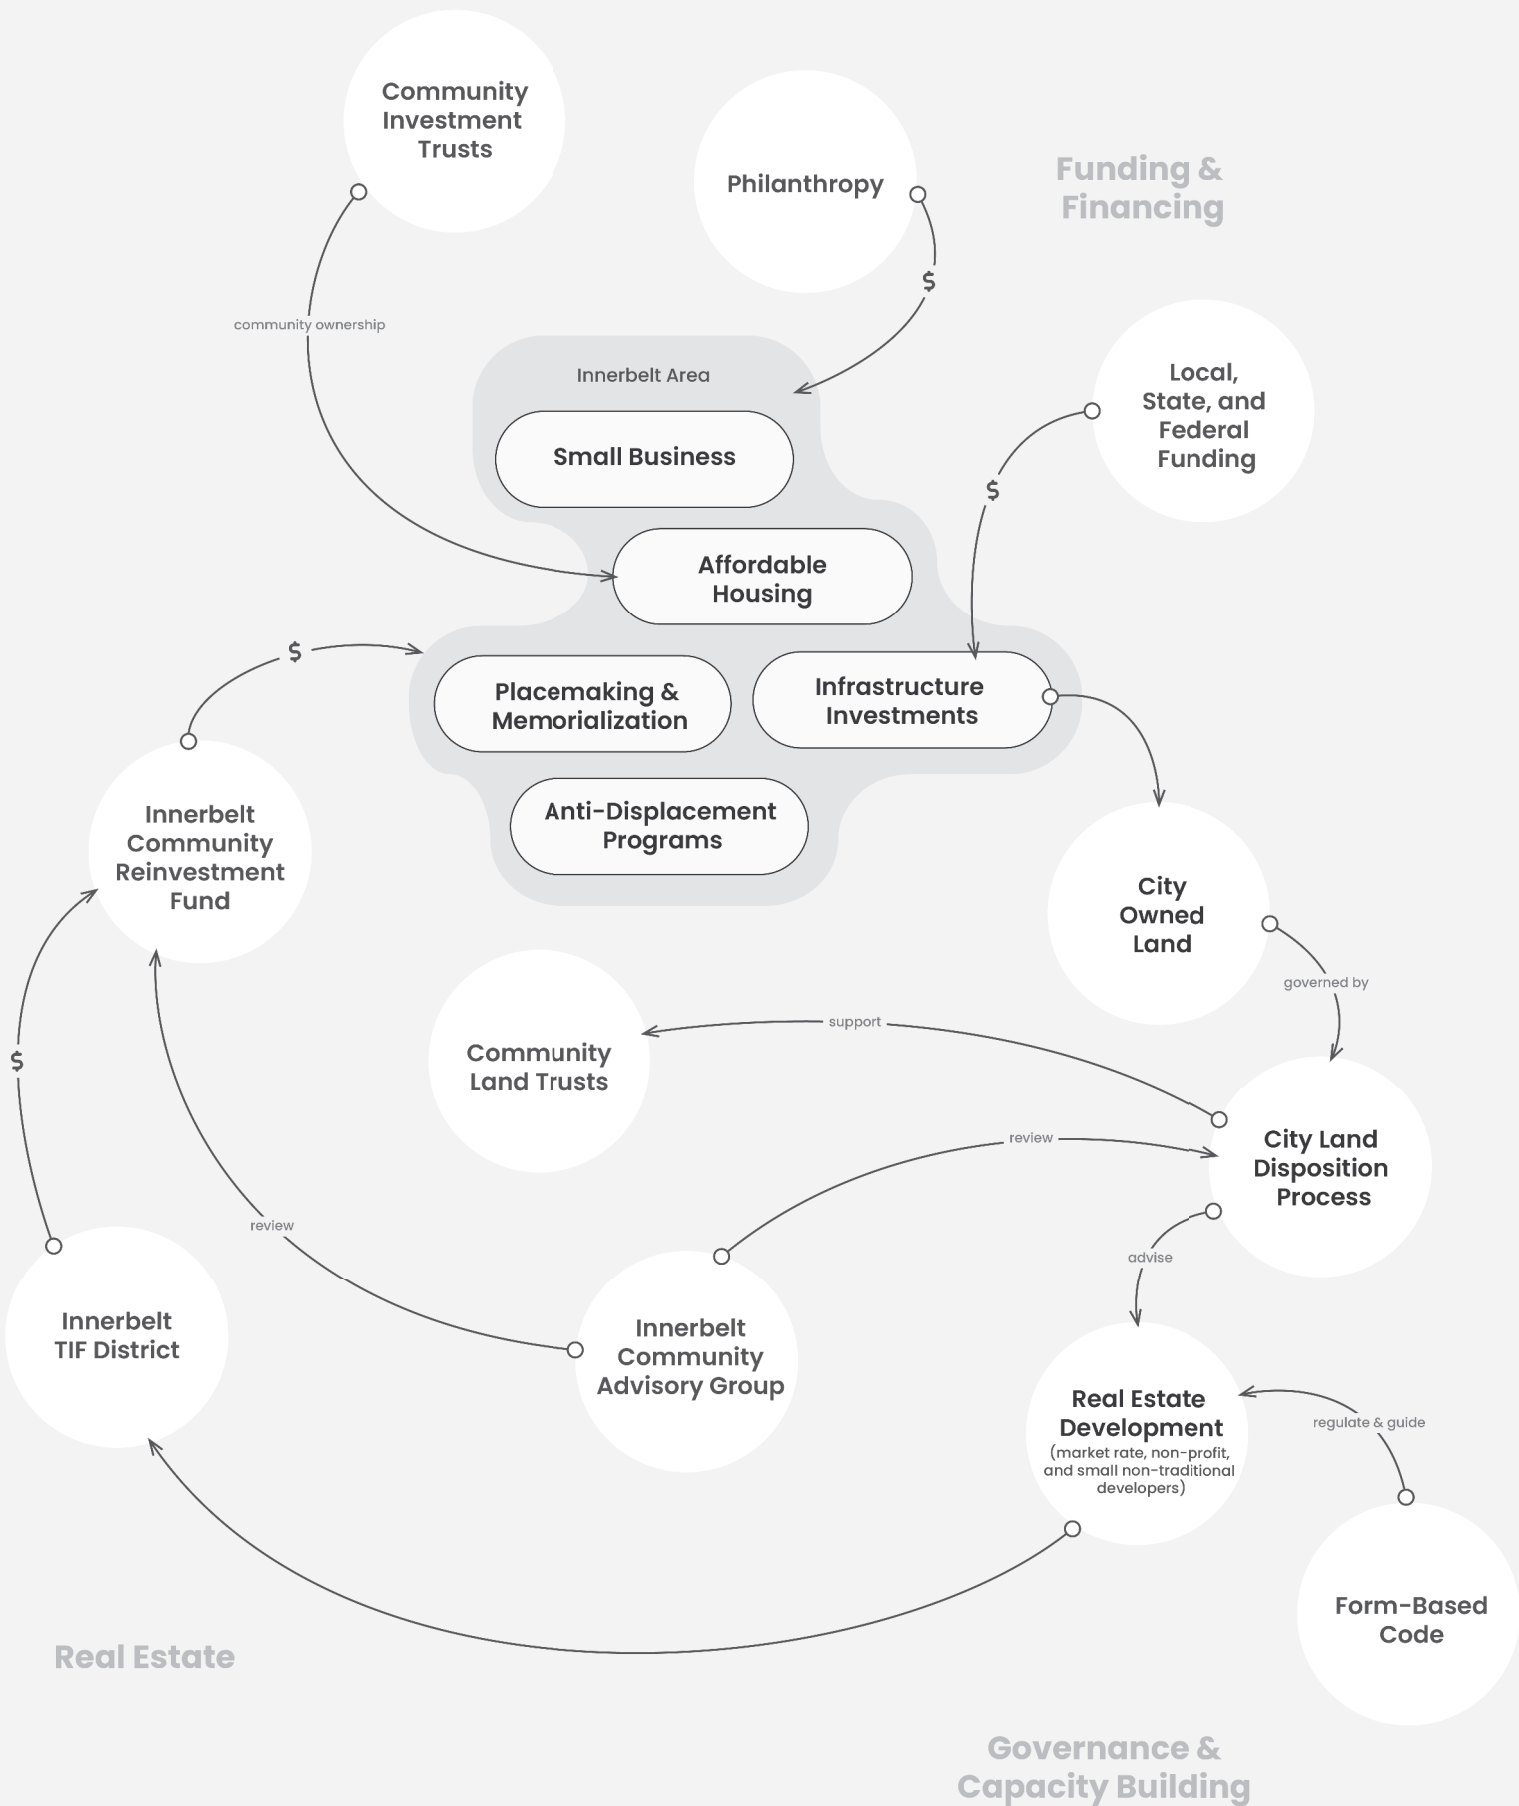 Community
Investment
Trusts
Philanthropy
Funding &
Financing
$
community ownership
Local,
State, and
Federal
Funding
$
Innerbelt Area
Small Business
Affordable
Housing
Placemaking &
Memorialization
Infrastructure
Investments
Anti-Displacement
Programs
$
Innerbelt
Community
Reinvestment
Fund
City
Owned
Land
governed by
support
Community
Land Trusts
$
review
City Land
Disposition
Process
review
advise
Innerbelt
TIF District
Innerbelt
Community
Advisory Group
Real Estate
Development
(market rate, non-profit,
and small non-traditional
developers)
regulate & guide
Form-Based
Code
Real Estate
Governance &
Capacity Building